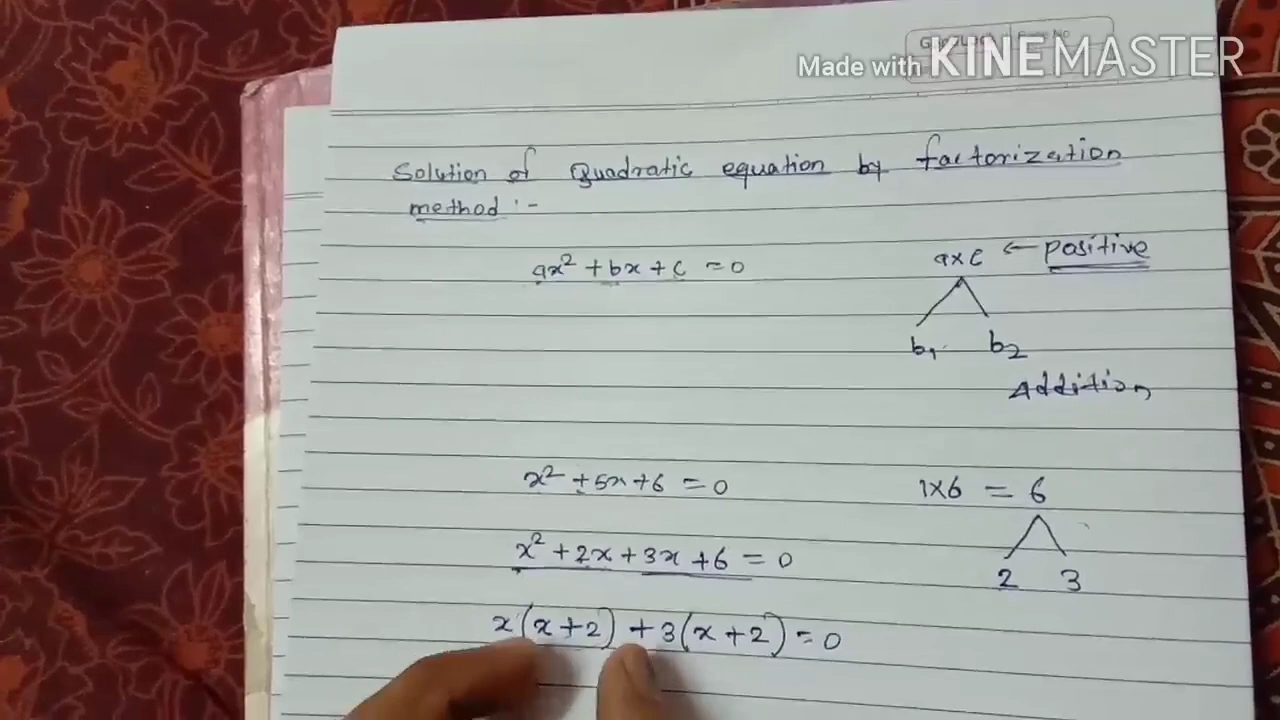 Made with KINEMASTER
Solution of Quadratic equation by factorization
method :-
ax² + bx + c = 0
a×c ← positive
b₁ b₂
Addition
x² + 5x + 6 = 0
1×6 = 6
x² + 2x + 3x + 6 = 0
2 3
x(x+2) + 3(x+2) = 0